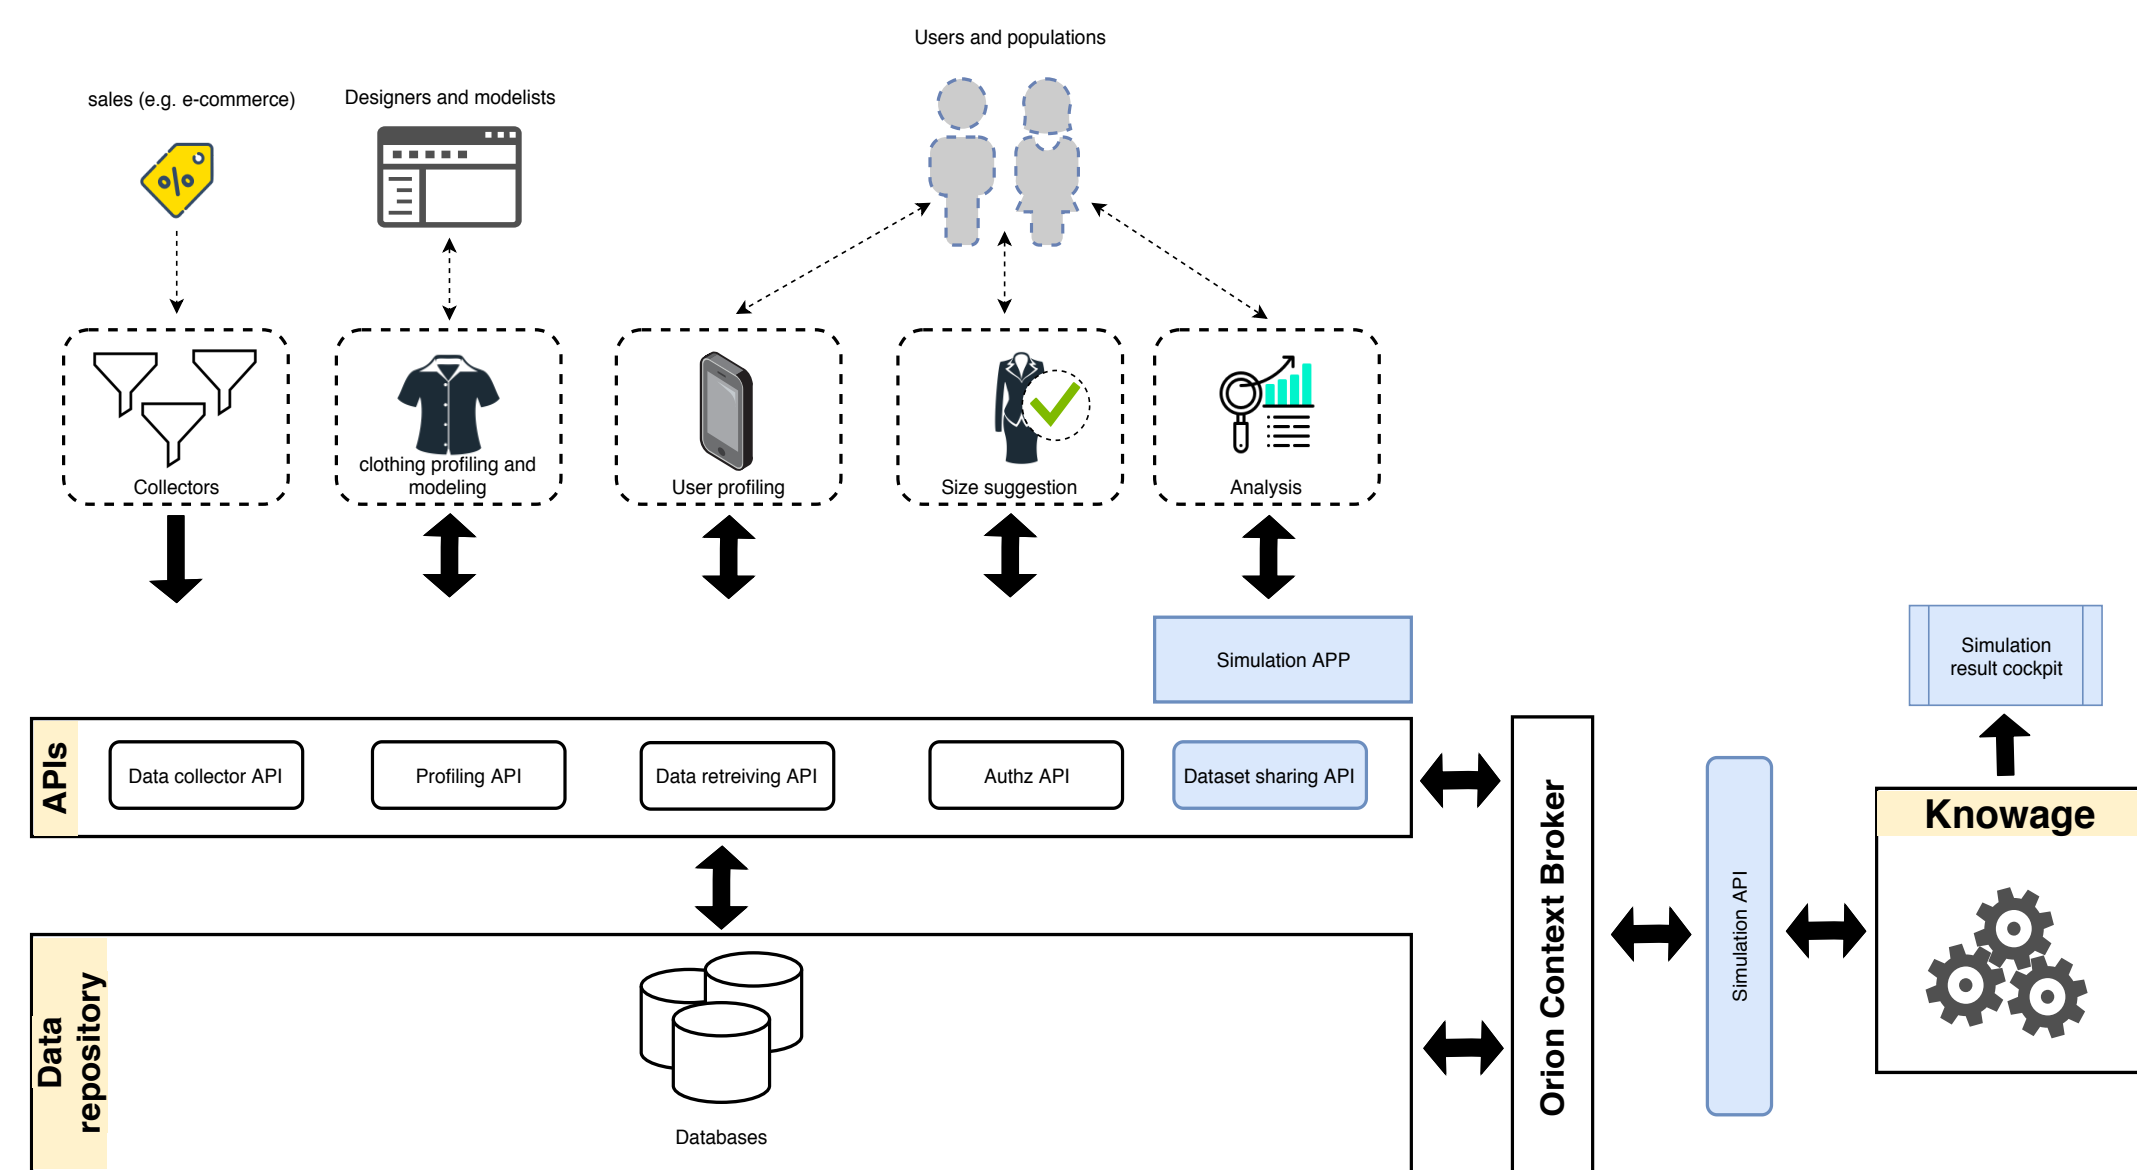 Users and populations
sales (e.g. e-commerce)
Designers and modelists
Collectors
clothing profiling and
modeling
User profiling
Size suggestion
Analysis
Simulation APP
Simulation
result cockpit
APIs
Data collector API
Profiling API
Data retreiving API
Authz API
Dataset sharing API
Orion Context Broker
Simulation API
Knowage
Data
repository
Databases